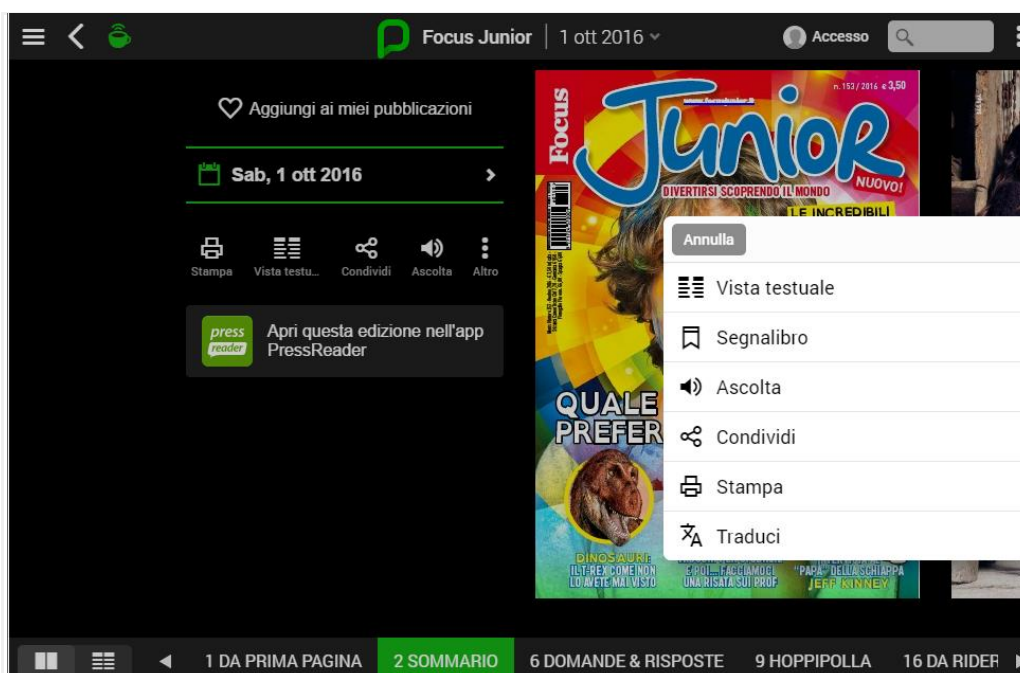 Focus Junior
1 ott 2016
Accesso
Aggiungi ai miei pubblicazioni
Sab, 1 ott 2016
Stampa
Vista testu...
Condividi
Ascolta
Altro
press
reader
Apri questa edizione nell'app
PressReader
n. 153/2016 € 3,50
www.focusjunior.it
Focus
JUNIOR
NUOVO!
DIVERTIRSI SCOPRENDO IL MONDO
LE INCREDIBILI
QUALE
PREFER
DINOSAURI:
IL T-REX COME NON
LO AVETE MAI VISTO
E POI... FACCIAMOCI
UNA RISATA SUI PROF
"PAPÀ" DELLA SCHIAPPA
JEFF KINNEY
Annulla
Vista testuale
Segnalibro
Ascolta
Condividi
Stampa
Traduci
1 DA PRIMA PAGINA
2 SOMMARIO
6 DOMANDE & RISPOSTE
9 HOPPIPOLLA
16 DA RIDER